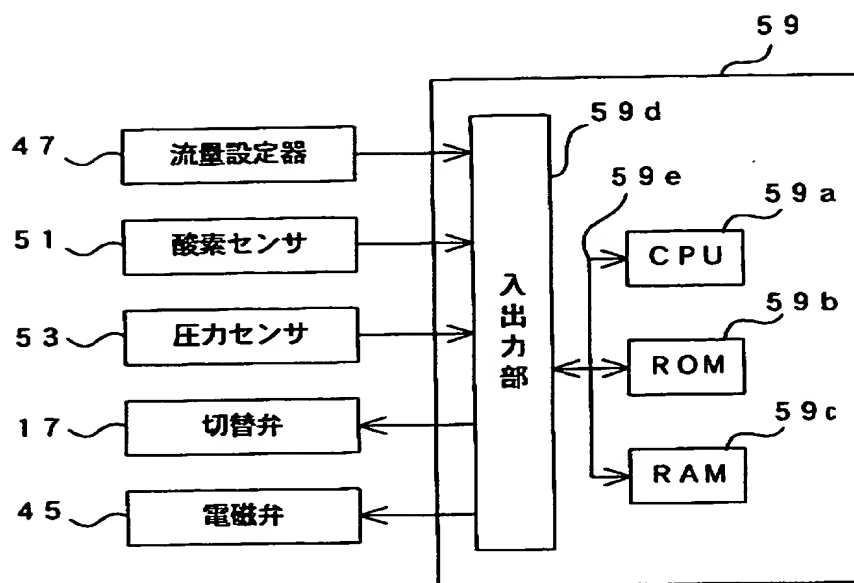 ５９
４７
流量設定器
５９ｄ
５９ｅ
５９ａ
５１
酸素センサ
ＣＰＵ
入出力部
５９ｂ
５３
圧力センサ
ＲＯＭ
１７
切替弁
５９ｃ
ＲＡＭ
４５
電磁弁